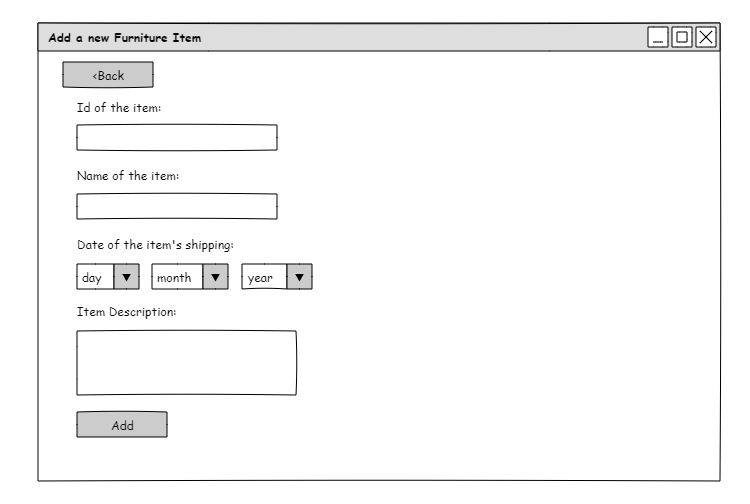 Add a new Furniture Item
<Back
Id of the item:
Name of the item:
Date of the item's shipping:
day month year
Item Description:
Add